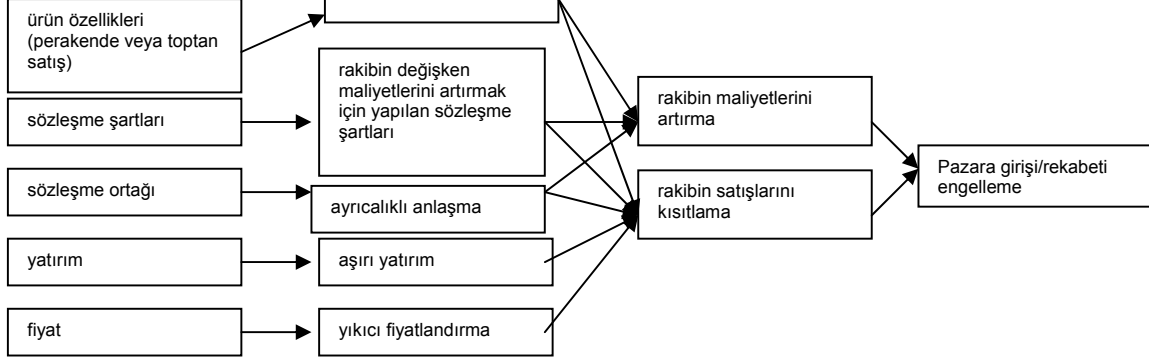 ürün özellikleri
(perakende veya toptan
satış)
rakibin değişken
maliyetlerini artırmak
için yapılan sözleşme
şartları
sözleşme şartları
rakibin maliyetlerini
artırma
Pazara girişi/rekabeti
engelleme
sözleşme ortağı
ayrıcalıklı anlaşma
rakibin satışlarını
kısıtlama
yatırım
aşırı yatırım
fiyat
yıkıcı fiyatlandırma